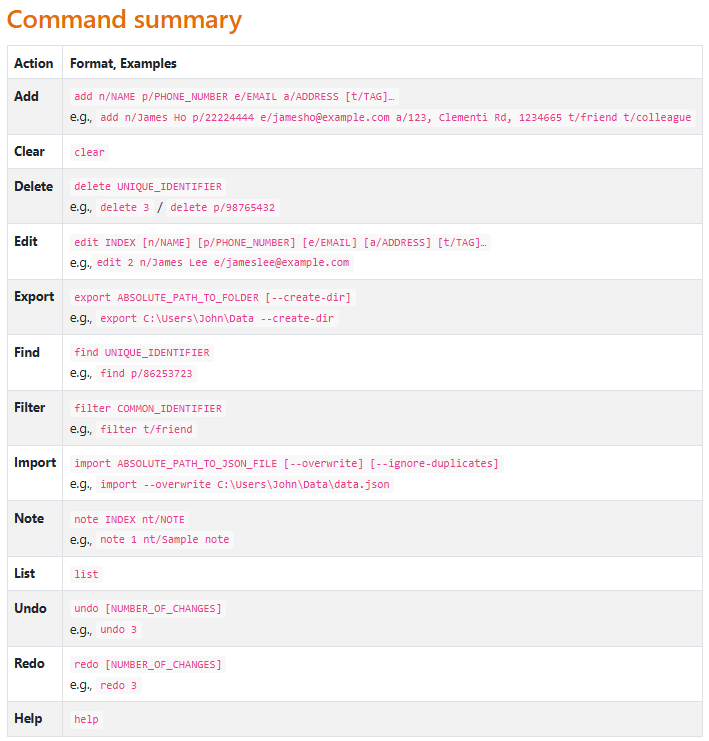 Command summary
Action Format, Examples
Add add n/NAME p/PHONE_NUMBER e/EMAIL a/ADDRESS [t/TAG]…
e.g., add n/James Ho p/22224444 e/jamesho@example.com a/123, Clementi Rd, 1234665 t/friend t/colleague
Clear clear
Delete delete UNIQUE_IDENTIFIER
e.g., delete 3 / delete p/98765432
Edit edit INDEX [n/NAME] [p/PHONE_NUMBER] [e/EMAIL] [a/ADDRESS] [t/TAG]…
e.g., edit 2 n/James Lee e/jameslee@example.com
Export export ABSOLUTE_PATH_TO_FOLDER [--create-dir]
e.g., export C:\Users\John\Data --create-dir
Find find UNIQUE_IDENTIFIER
e.g., find p/86253723
Filter filter COMMON_IDENTIFIER
e.g., filter t/friend
Import import ABSOLUTE_PATH_TO_JSON_FILE [--overwrite] [--ignore-duplicates]
e.g., import --overwrite C:\Users\John\Data\data.json
Note note INDEX nt/NOTE
e.g., note 1 nt/Sample note
List list
Undo undo [NUMBER_OF_CHANGES]
e.g., undo 3
Redo redo [NUMBER_OF_CHANGES]
e.g., redo 3
Help help